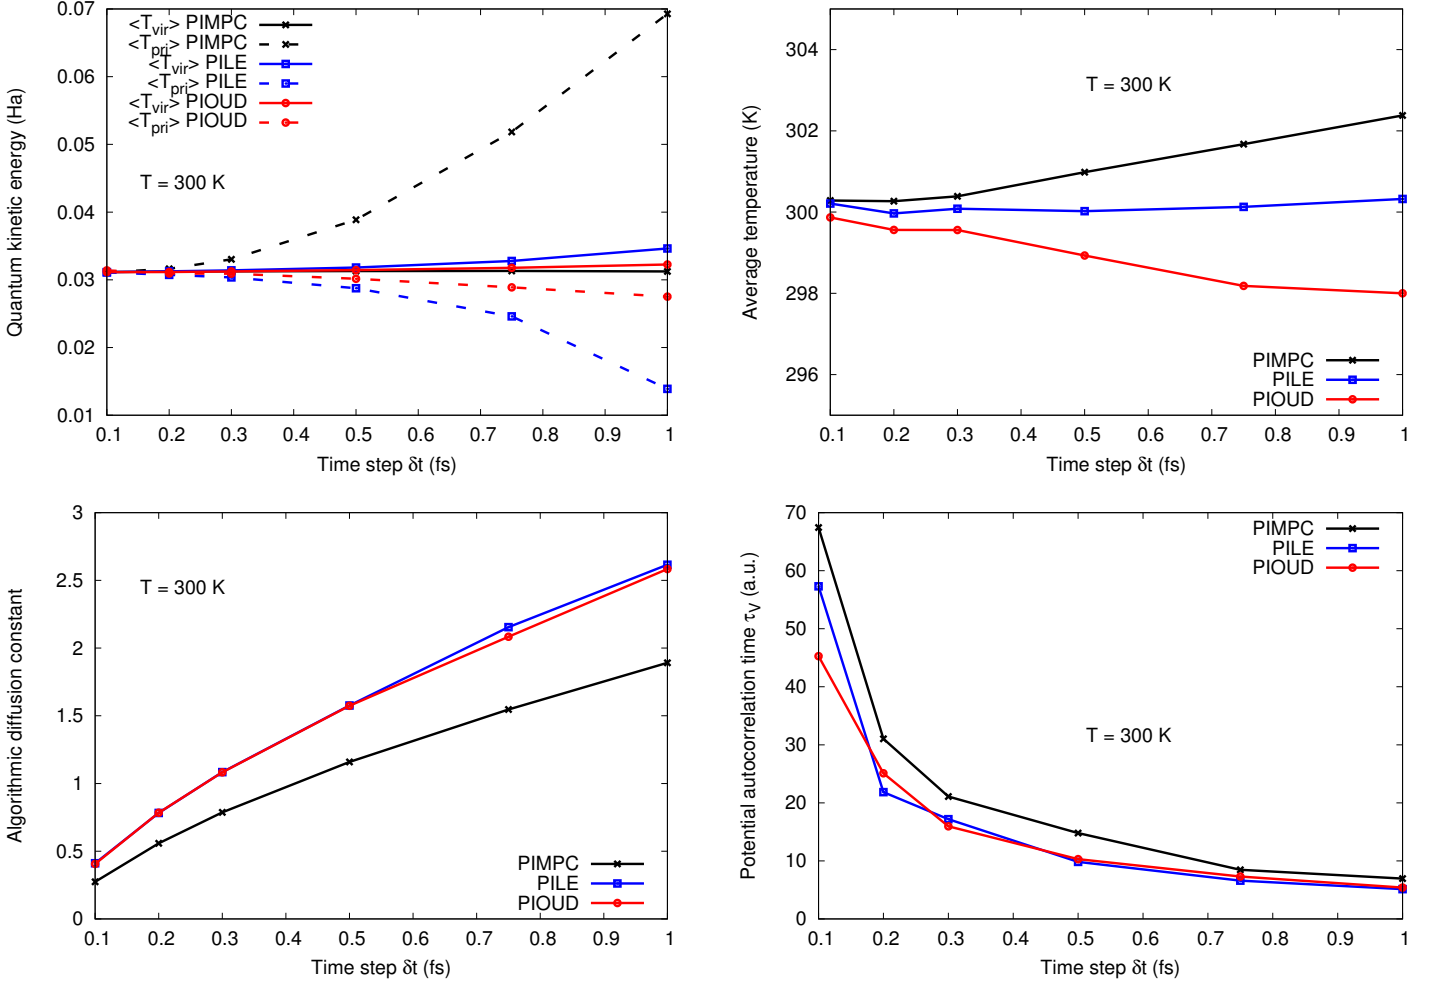 Quantum kinetic energy (Ha)
0.07
0.06
0.05
0.04
0.03
0.02
0.01
<T_vir> PIMPC
<T_pri> PIMPC
<T_vir> PILE
<T_pri> PILE
<T_vir> PIOUD
<T_pri> PIOUD
T = 300 K
0.1 0.2 0.3 0.4 0.5 0.6 0.7 0.8 0.9 1
Time step δt (fs)
Average temperature (K)
304
302
300
298
296
T = 300 K
PIMPC
PILE
PIOUD
0.1 0.2 0.3 0.4 0.5 0.6 0.7 0.8 0.9 1
Time step δt (fs)
Algorithmic diffusion constant
3
2.5
2
1.5
1
0.5
0
T = 300 K
PIMPC
PILE
PIOUD
0.1 0.2 0.3 0.4 0.5 0.6 0.7 0.8 0.9 1
Time step δt (fs)
Potential autocorrelation time τ_V (a.u.)
70
60
50
40
30
20
10
0
PIMPC
PILE
PIOUD
T = 300 K
0.1 0.2 0.3 0.4 0.5 0.6 0.7 0.8 0.9 1
Time step δt (fs)